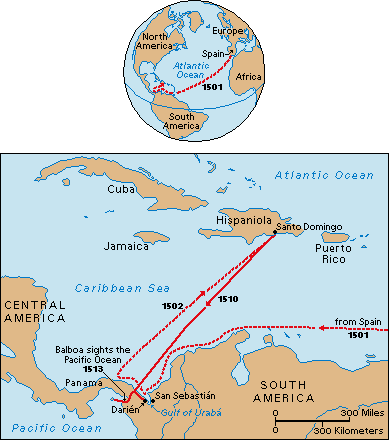 North
America
Europe
Spain
Atlantic
Ocean
1501
Africa
South
America
Atlantic Ocean
Cuba
Hispaniola
Santo Domingo
Jamaica
Puerto
Rico
Caribbean Sea
1502
1510
CENTRAL
AMERICA
from Spain
1501
Balboa sights the
Pacific Ocean
1513
Panama
San Sebastián
Darién
Gulf of Urabá
SOUTH
AMERICA
Pacific Ocean
0 300 Miles
0 300 Kilometers